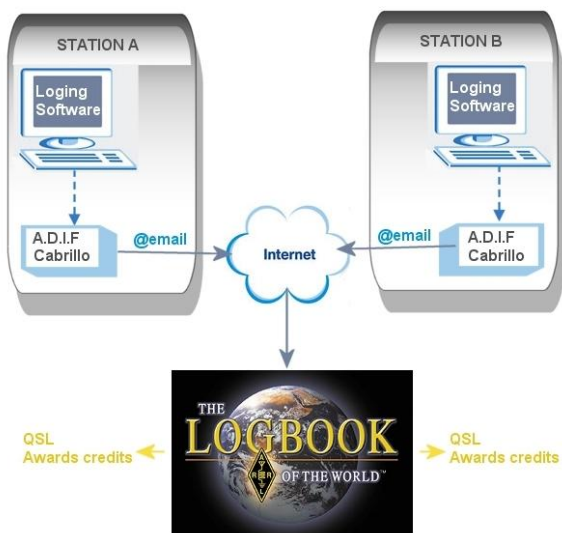 STATION A
Loging
Software
A.D.I.F
Cabrillo
@email
STATION B
Loging
Software
A.D.I.F
Cabrillo
@email
Internet
THE
LOGBOOK
OF THE WORLD™
A
R R
L
QSL
Awards credits
QSL
Awards credits